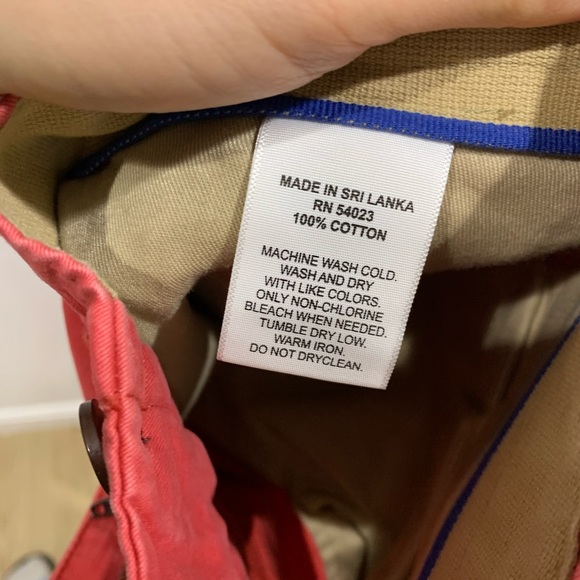 MADE IN SRI LANKA
RN 54023
100% COTTON
MACHINE WASH COLD.
WASH AND DRY
WITH LIKE COLORS.
ONLY NON-CHLORINE
BLEACH WHEN NEEDED.
TUMBLE DRY LOW.
WARM IRON.
DO NOT DRYCLEAN.